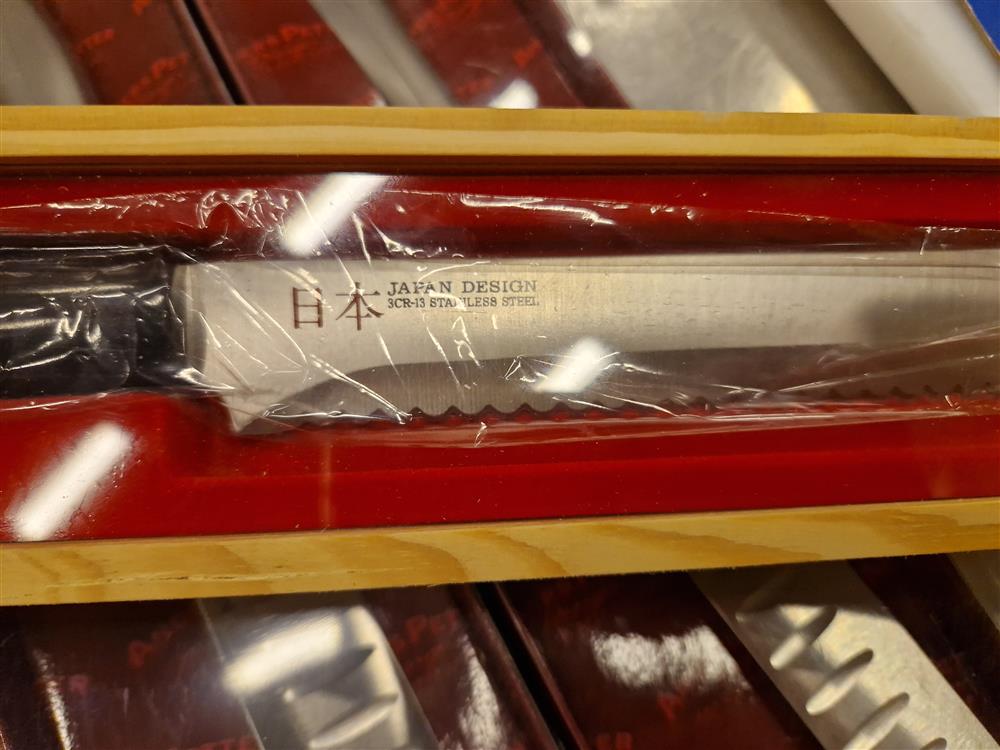 日本
JAPAN DESIGN
3CR-13 STAINLESS STEEL